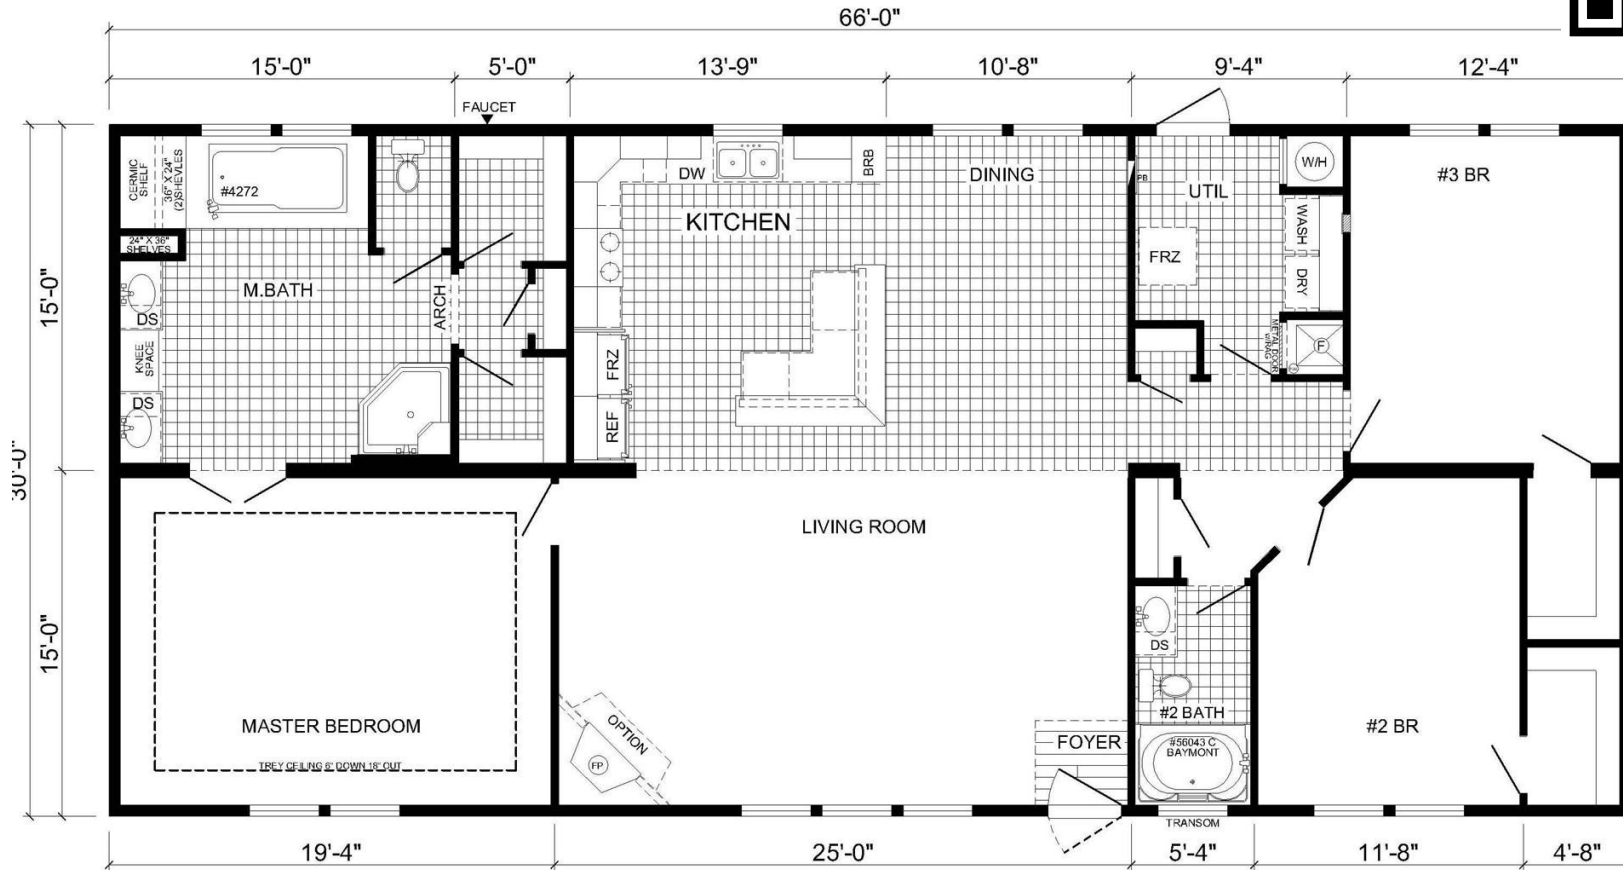 66'-0"
15'-0"
5'-0"
13'-9"
10'-8"
9'-4"
12'-4"
FAUCET
CERMIC
SHELF
36" X 24"
(2)SHEVLES
#4272
24" X 36"
SHELVES
DS
KNEE
SPACE
DS
M.BATH
ARCH
DW
BRB
KITCHEN
FRZ
REF
DINING
PB
UTIL
FRZ
W/H
WASH
DRY
METAL DOOR
w/RAG
F
#3 BR
15'-0"
30'-0"
15'-0"
LIVING ROOM
MASTER BEDROOM
TREY CEILING 6" DOWN 18" OUT
OPTION
FP
FOYER
DS
#2 BATH
#56043 C
BAYMONT
TRANSOM
#2 BR
19'-4"
25'-0"
5'-4"
11'-8"
4'-8"